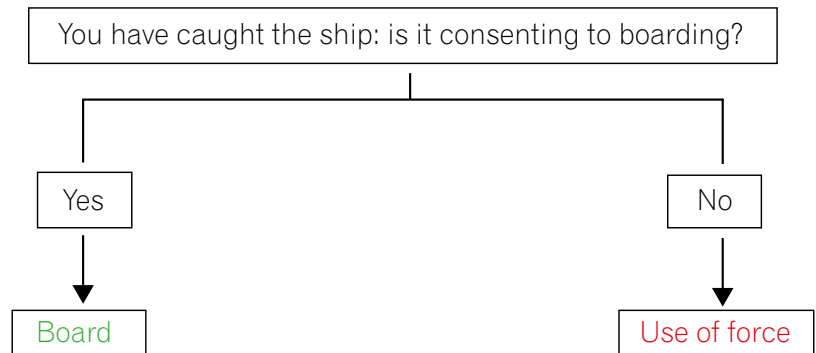 You have caught the ship: is it consenting to boarding?
Yes
No
Board
Use of force